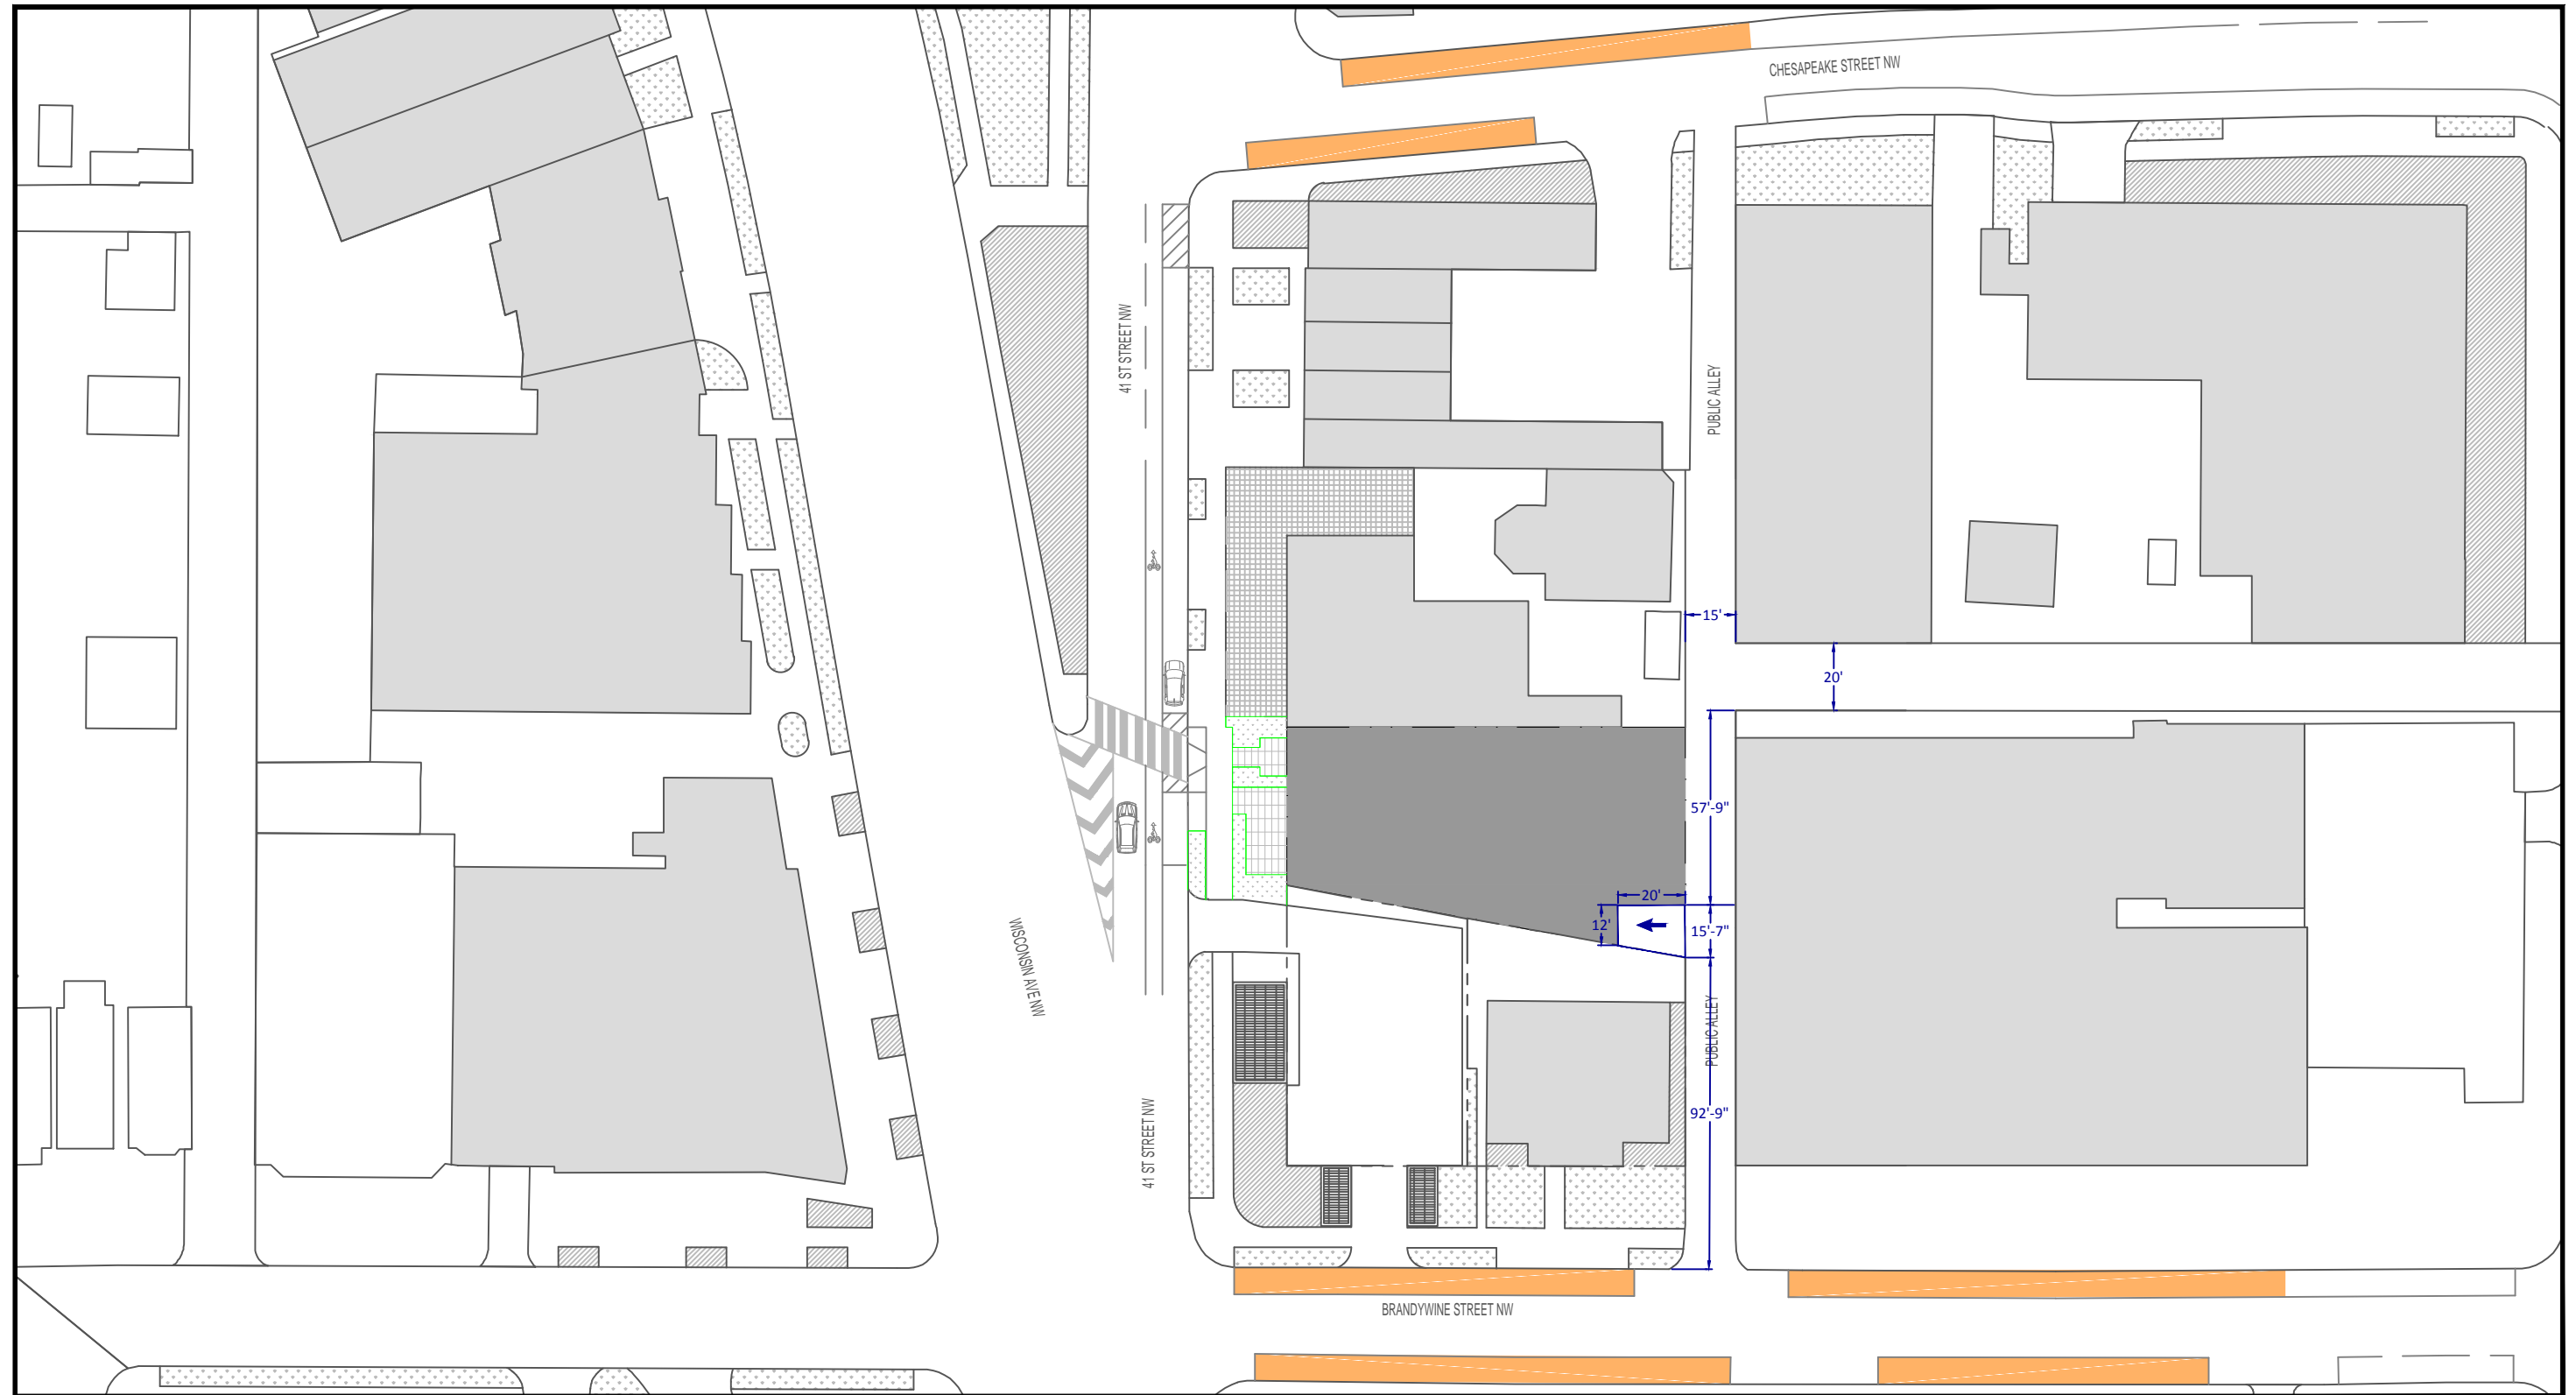 CHESAPEAKE STREET NW
41 ST STREET NW
PUBLIC ALLEY
15'
20'
57'-9"
20'
12'
15'-7"
WISCONSIN AVE NW
PUBLIC ALLEY
41 ST STREET NW
92'-9"
BRANDYWINE STREET NW